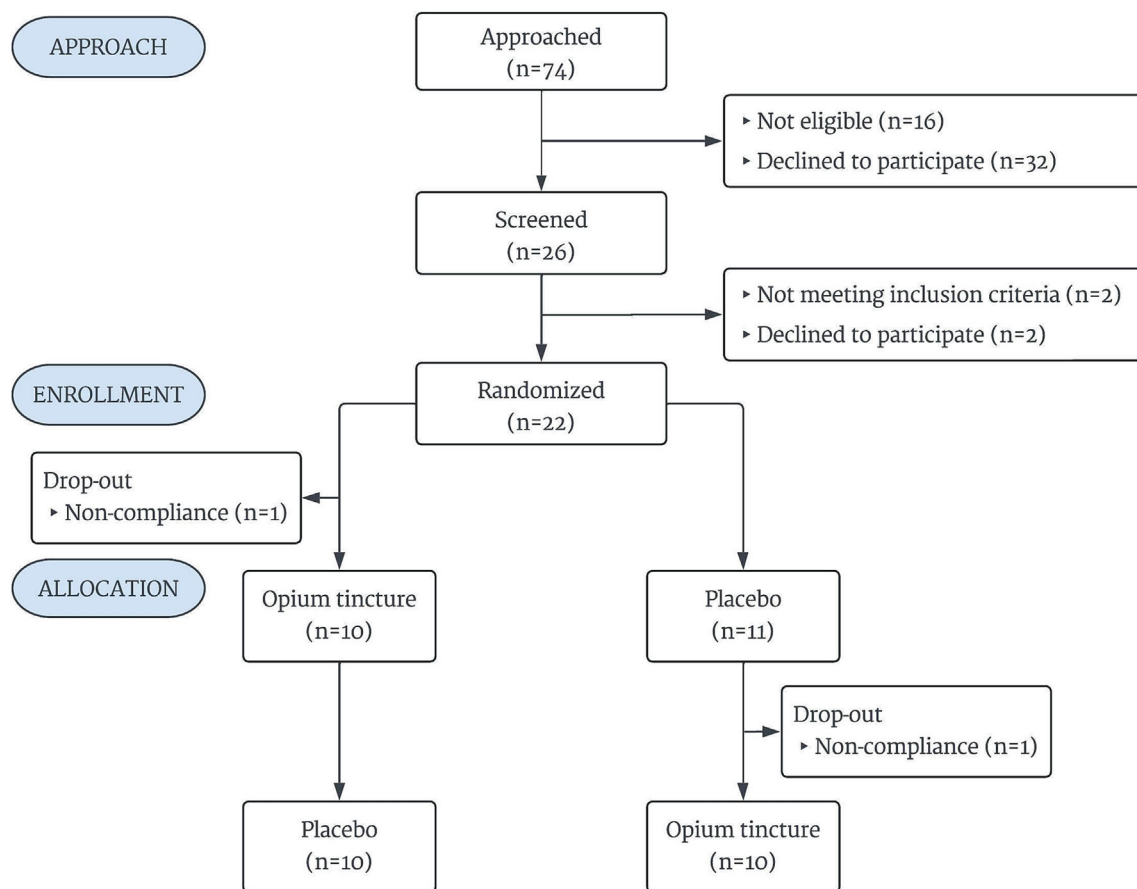 APPROACH
Approached
(n=74)
‣ Not eligible (n=16)
‣ Declined to participate (n=32)
Screened
(n=26)
‣ Not meeting inclusion criteria (n=2)
‣ Declined to participate (n=2)
ENROLLMENT
Randomized
(n=22)
Drop-out
‣ Non-compliance (n=1)
ALLOCATION
Opium tincture
(n=10)
Placebo
(n=11)
Drop-out
‣ Non-compliance (n=1)
Placebo
(n=10)
Opium tincture
(n=10)